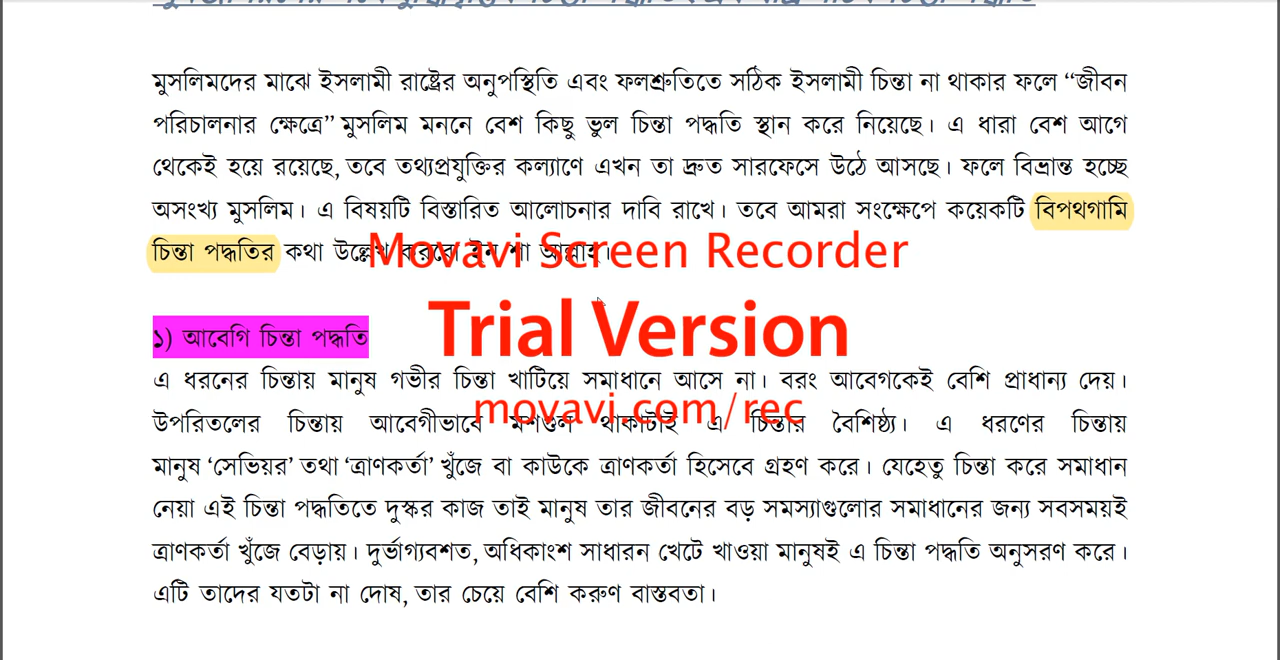 মুসলিমদের মাঝে ইসলামী রাষ্ট্রের অনুপস্থিতি এবং ফলশ্রুতিতে সঠিক ইসলামী চিন্তা না থাকার ফলে “জীবন
পরিচালনার ক্ষেত্রে” মুসলিম মননে বেশ কিছু ভুল চিন্তা পদ্ধতি স্থান করে নিয়েছে। এ ধারা বেশ আগে
থেকেই হয়ে রয়েছে, তবে তথ্যপ্রযুক্তির কল্যাণে এখন তা দ্রুত সারফেসে উঠে আসছে। ফলে বিভ্রান্ত হচ্ছে
অসংখ্য মুসলিম। এ বিষয়টি বিস্তারিত আলোচনার দাবি রাখে। তবে আমরা সংক্ষেপে কয়েকটি বিপথগামি
চিন্তা পদ্ধতির কথা উল্লেখ করবো ইন শা আল্লাহ।
Movavi Screen Recorder
Trial Version
১) আবেগি চিন্তা পদ্ধতি
এ ধরনের চিন্তায় মানুষ গভীর চিন্তা খাটিয়ে সমাধানে আসে না। বরং আবেগকেই বেশি প্রাধান্য দেয়।
movavi.com/rec
উপরিতলের চিন্তায় আবেগীভাবে মশগুল থাকাটাই এ চিন্তার বৈশিষ্ঠ্য। এ ধরণের চিন্তায়
মানুষ ‘সেভিয়র’ তথা ‘ত্রাণকর্তা’ খুঁজে বা কাউকে ত্রাণকর্তা হিসেবে গ্রহণ করে। যেহেতু চিন্তা করে সমাধান
নেয়া এই চিন্তা পদ্ধতিতে দুস্কর কাজ তাই মানুষ তার জীবনের বড় সমস্যাগুলোর সমাধানের জন্য সবসময়ই
ত্রাণকর্তা খুঁজে বেড়ায়। দুর্ভাগ্যবশত, অধিকাংশ সাধারন খেটে খাওয়া মানুষই এ চিন্তা পদ্ধতি অনুসরণ করে।
এটি তাদের যতটা না দোষ, তার চেয়ে বেশি করুণ বাস্তবতা।